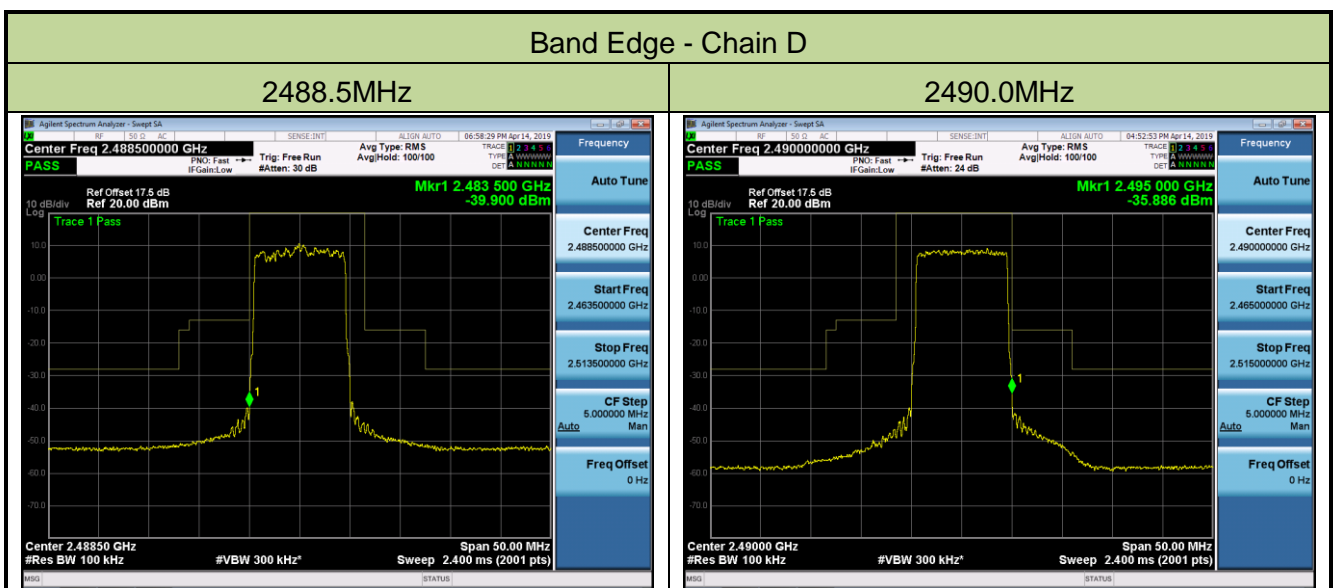 Band Edge - Chain D
2488.5MHz
2490.0MHz
Agilent Spectrum Analyzer - Swept SA
RF 50 Ω AC SENSE:INT ALIGN AUTO 06:58:29 PM Apr 14, 2019
Center Freq 2.488500000 GHz
PASS
PNO: Fast
IFGain:Low
Trig: Free Run
#Atten: 30 dB
Avg Type: RMS
Avg|Hold: 100/100
TRACE 1 2 3 4 5 6
TYPE A WWWWW
DET A N N N N N
Ref Offset 17.5 dB
10 dB/div Ref 20.00 dBm
Log
Mkr1 2.483 500 GHz
-39.900 dBm
Trace 1 Pass
10.0
0.00
-10.0
-20.0
-30.0
-40.0
-50.0
-60.0
-70.0
1
Center 2.48850 GHz
#Res BW 100 kHz
#VBW 300 kHz*
Span 50.00 MHz
Sweep 2.400 ms (2001 pts)
MSG STATUS
Frequency
Auto Tune
Center Freq
2.488500000 GHz
Start Freq
2.463500000 GHz
Stop Freq
2.513500000 GHz
CF Step
5.000000 MHz
Auto Man
Freq Offset
0 Hz
Agilent Spectrum Analyzer - Swept SA
RF 50 Ω AC SENSE:INT ALIGN AUTO 04:52:53 PM Apr 14, 2019
Center Freq 2.490000000 GHz
PASS
PNO: Fast
IFGain:Low
Trig: Free Run
#Atten: 24 dB
Avg Type: RMS
Avg|Hold: 100/100
TRACE 1 2 3 4 5 6
TYPE A WWWWW
DET A N N N N N
Ref Offset 17.5 dB
10 dB/div Ref 20.00 dBm
Log
Mkr1 2.495 000 GHz
-35.886 dBm
Trace 1 Pass
10.0
0.00
-10.0
-20.0
-30.0
-40.0
-50.0
-60.0
-70.0
1
Center 2.49000 GHz
#Res BW 100 kHz
#VBW 300 kHz*
Span 50.00 MHz
Sweep 2.400 ms (2001 pts)
MSG STATUS
Frequency
Auto Tune
Center Freq
2.490000000 GHz
Start Freq
2.465000000 GHz
Stop Freq
2.515000000 GHz
CF Step
5.000000 MHz
Auto Man
Freq Offset
0 Hz